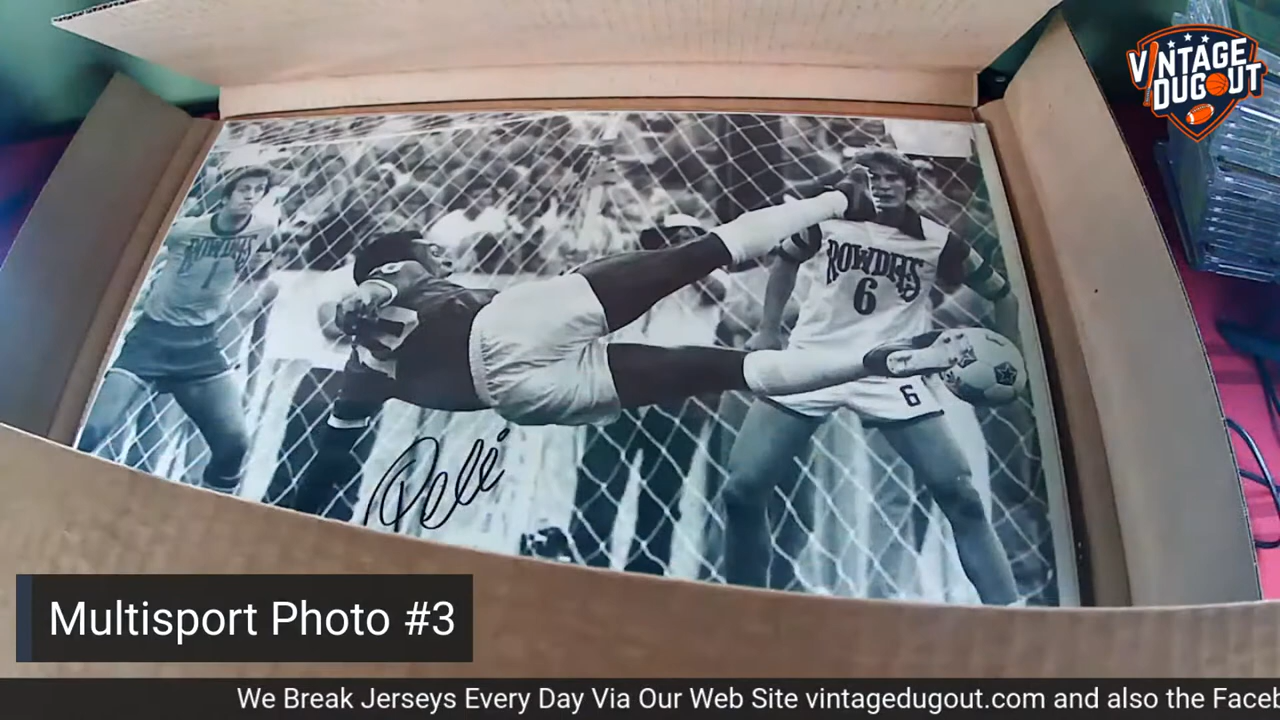 VINTAGE
DUGOUT
ROWDIES
1
ROWDIES
6
6
Pelé
Multisport Photo #3
We Break Jerseys Every Day Via Our Web Site vintagedugout.com and also the Faceb